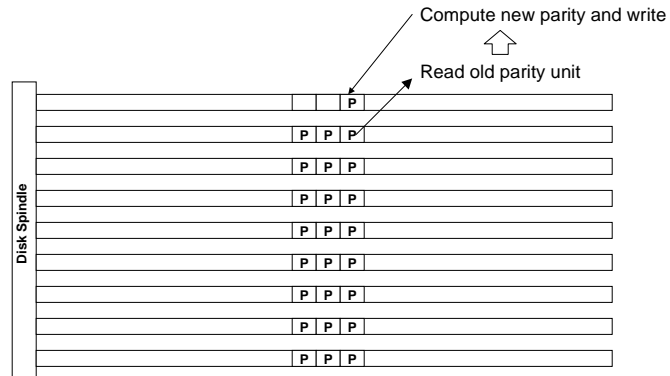 Compute new parity and write
Read old parity unit
P
P P P
P P P
P P P
P P P
P P P
P P P
P P P
P P P
Disk Spindle